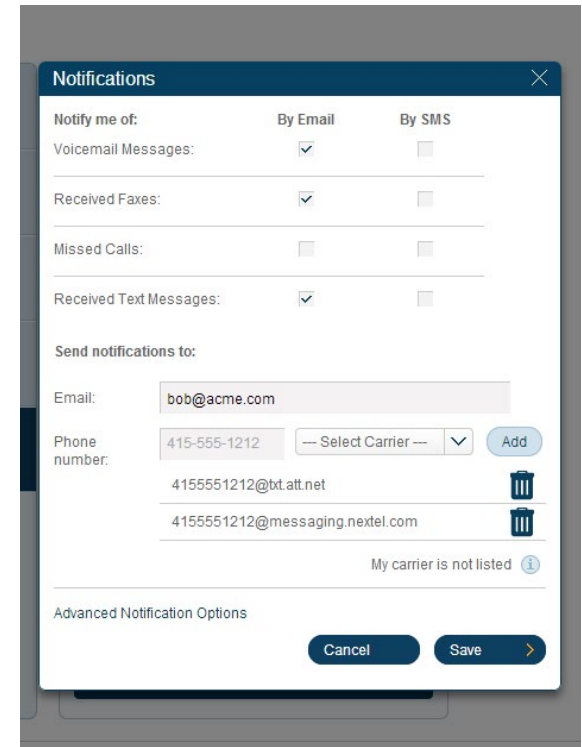 Notifications
Notify me of: By Email By SMS
Voicemail Messages:
Received Faxes:
Missed Calls:
Received Text Messages:
Send notifications to:
Email: bob@acme.com
Phone number: 415-555-1212 --- Select Carrier --- Add
4155551212@txt.att.net
4155551212@messaging.nextel.com
My carrier is not listed i
Advanced Notification Options
Cancel Save